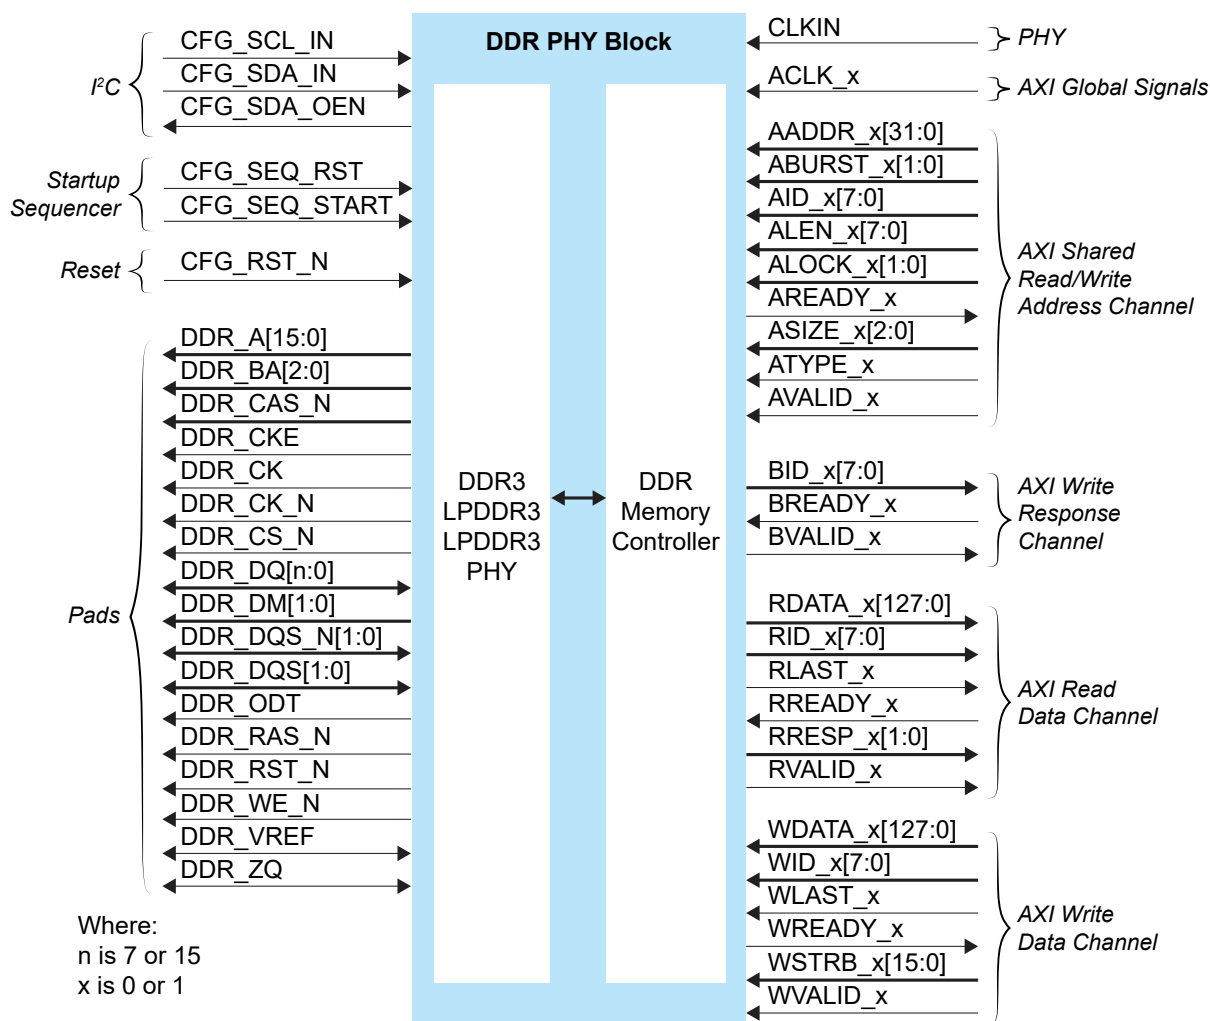 DDR PHY Block
I²C
CFG_SCL_IN
CFG_SDA_IN
CFG_SDA_OEN
Startup
Sequencer
CFG_SEQ_RST
CFG_SEQ_START
Reset
CFG_RST_N
Pads
DDR_A[15:0]
DDR_BA[2:0]
DDR_CAS_N
DDR_CKE
DDR_CK
DDR_CK_N
DDR_CS_N
DDR_DQ[n:0]
DDR_DM[1:0]
DDR_DQS_N[1:0]
DDR_DQS[1:0]
DDR_ODT
DDR_RAS_N
DDR_RST_N
DDR_WE_N
DDR_VREF
DDR_ZQ
Where:
n is 7 or 15
x is 0 or 1
DDR3
LPDDR3
LPDDR3
PHY
DDR
Memory
Controller
CLKIN
PHY
ACLK_x
AXI Global Signals
AADDR_x[31:0]
ABURST_x[1:0]
AID_x[7:0]
ALEN_x[7:0]
ALOCK_x[1:0]
AREADY_x
ASIZE_x[2:0]
ATYPE_x
AVALID_x
AXI Shared
Read/Write
Address Channel
BID_x[7:0]
BREADY_x
BVALID_x
AXI Write
Response
Channel
RDATA_x[127:0]
RID_x[7:0]
RLAST_x
RREADY_x
RRESP_x[1:0]
RVALID_x
AXI Read
Data Channel
WDATA_x[127:0]
WID_x[7:0]
WLAST_x
WREADY_x
WSTRB_x[15:0]
WVALID_x
AXI Write
Data Channel